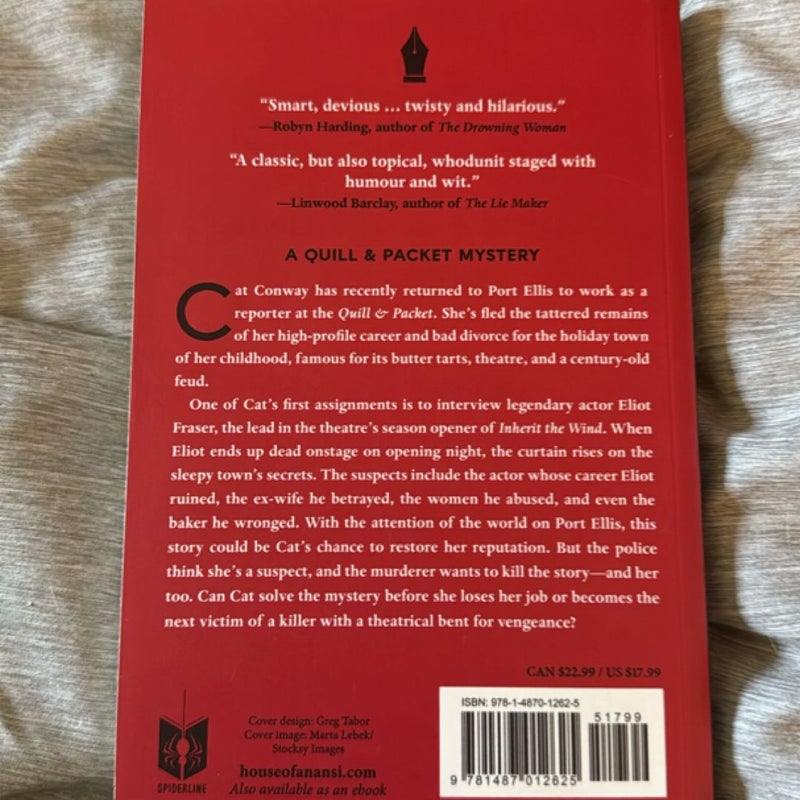 “Smart, devious ... twisty and hilarious.”
—Robyn Harding, author of The Drowning Woman
“A classic, but also topical, whodunit staged with
humour and wit.”
—Linwood Barclay, author of The Lie Maker
A QUILL & PACKET MYSTERY
Cat Conway has recently returned to Port Ellis to work as a
reporter at the Quill & Packet. She’s fled the tattered remains
of her high-profile career and bad divorce for the holiday town
of her childhood, famous for its butter tarts, theatre, and a century-old
feud.
One of Cat’s first assignments is to interview legendary actor Eliot
Fraser, the lead in the theatre’s season opener of Inherit the Wind. When
Eliot ends up dead onstage on opening night, the curtain rises on the
sleepy town’s secrets. The suspects include the actor whose career Eliot
ruined, the ex-wife he betrayed, the women he abused, and even the
baker he wronged. With the attention of the world on Port Ellis, this
story could be Cat’s chance to restore her reputation. But the police
think she’s a suspect, and the murderer wants to kill the story—and her
too. Can Cat solve the mystery before she loses her job or becomes the
next victim of a killer with a theatrical bent for vengeance?
CAN $22.99 / US $17.99
ISBN: 978-1-4870-1262-5
51799
9 781487 012625
Cover design: Greg Tabor
Cover image: Marta Lebek/
Stocksy Images
houseofanansi.com
Also available as an ebook
SPIDERLINE